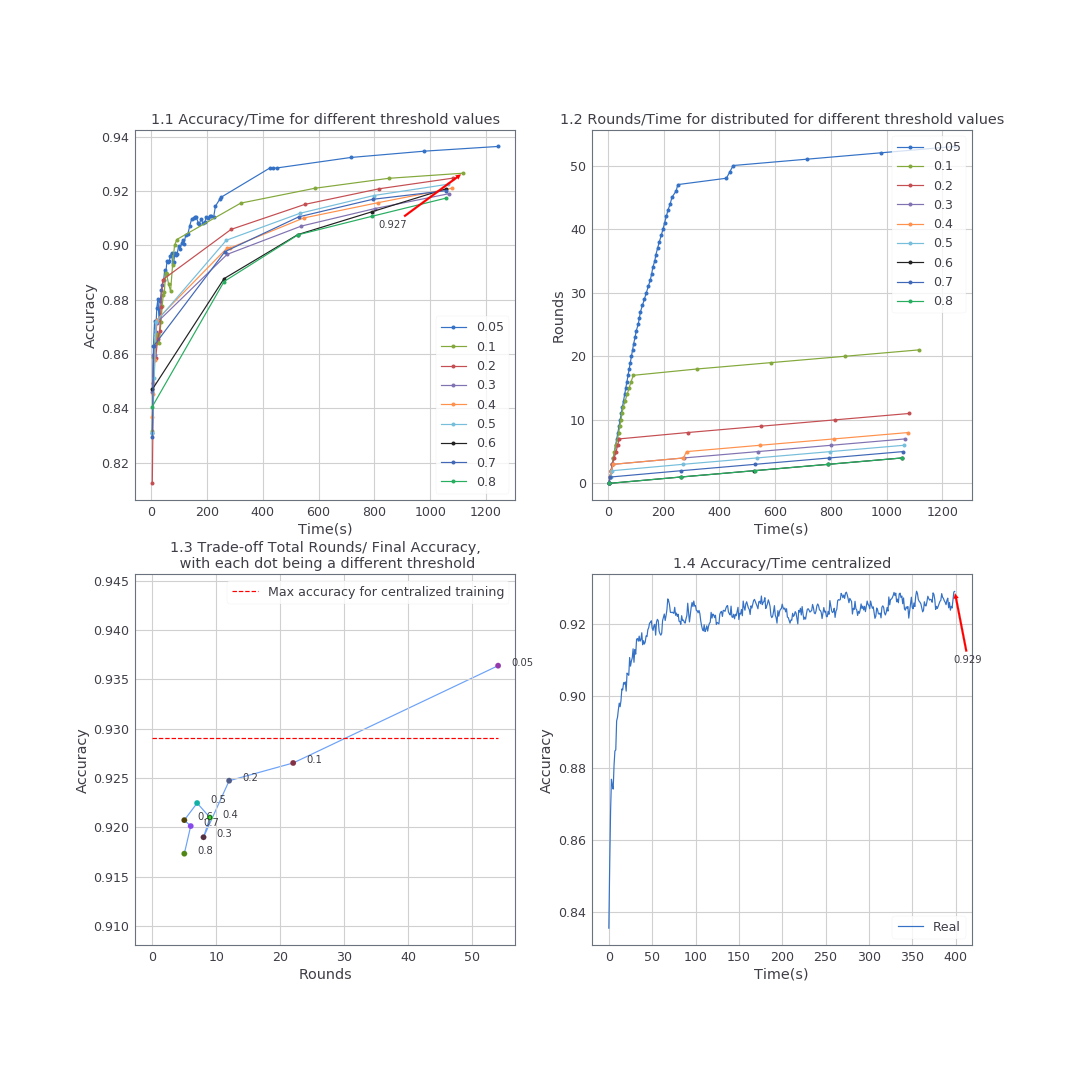 1.1 Accuracy/Time for different threshold values
0.94
0.92
0.90
0.88
0.86
0.84
0.82
Accuracy
0.927
0.05
0.1
0.2
0.3
0.4
0.5
0.6
0.7
0.8
0 200 400 600 800 1000 1200
Time(s)
1.2 Rounds/Time for distributed for different threshold values
50
40
30
20
10
0
Rounds
0.05
0.1
0.2
0.3
0.4
0.5
0.6
0.7
0.8
0 200 400 600 800 1000 1200
Time(s)
1.3 Trade-off Total Rounds/ Final Accuracy,
with each dot being a different threshold
0.945
0.940
0.935
0.930
0.925
0.920
0.915
0.910
Accuracy
Max accuracy for centralized training
0.05
0.1
0.2
0.5
0.4
0.6
0.7
0.3
0.8
0 10 20 30 40 50
Rounds
1.4 Accuracy/Time centralized
0.92
0.90
0.88
0.86
0.84
Accuracy
0.929
Real
0 50 100 150 200 250 300 350 400
Time(s)